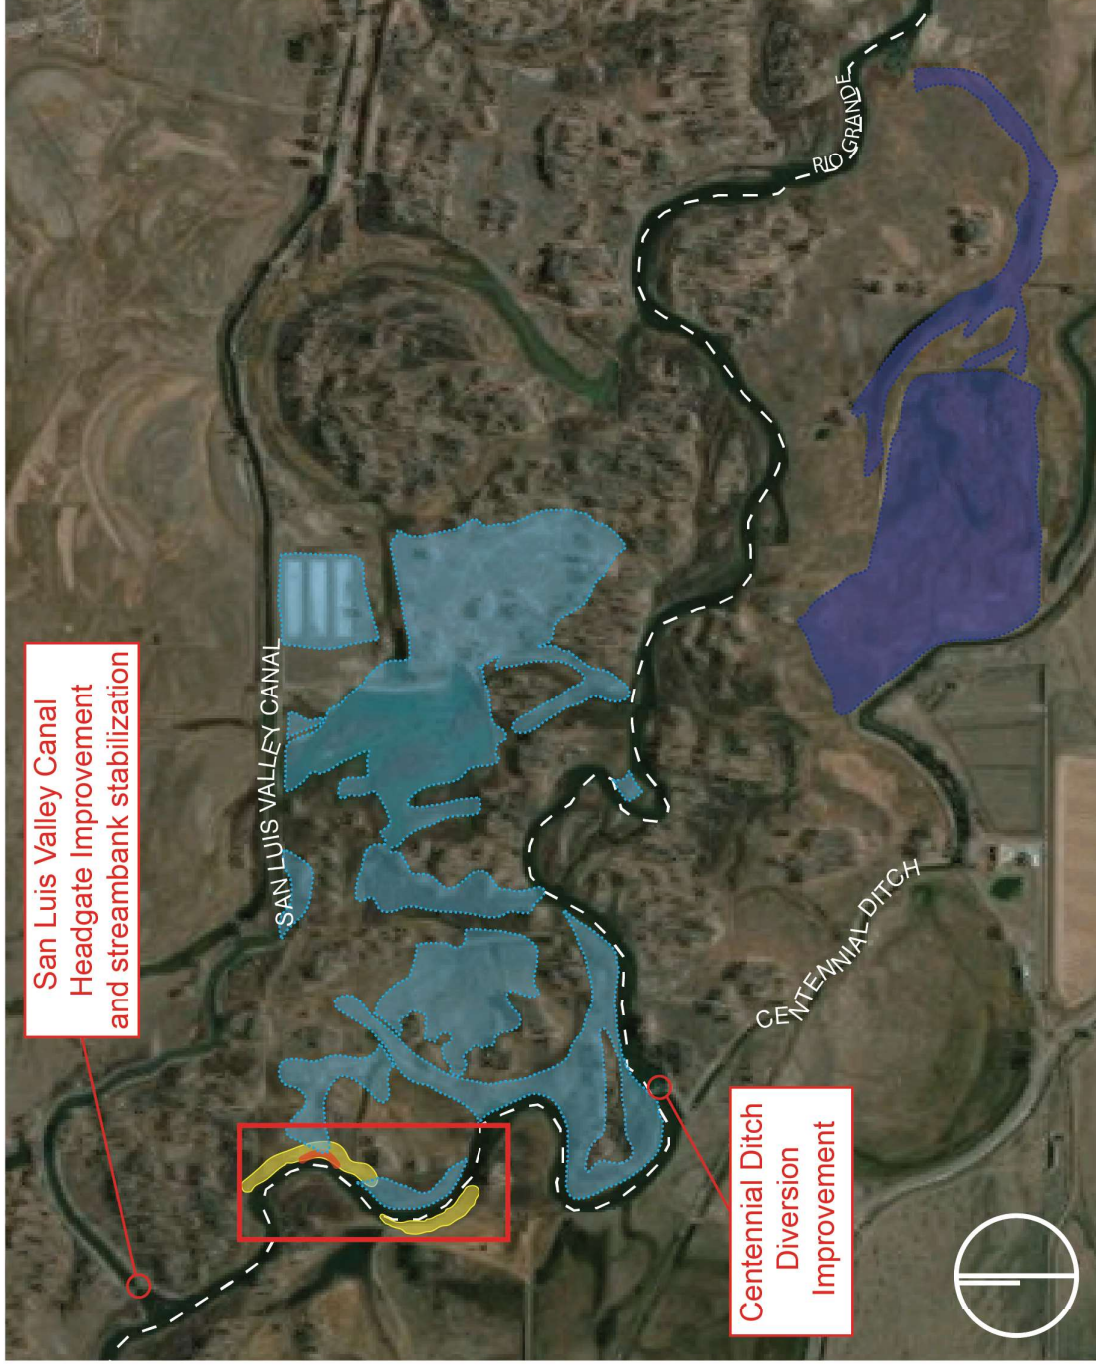 San Luis Valley Canal
Headgate Improvement
and streambank stabilization
SAN LUIS VALLEY CANAL
RIO GRANDE
CENTENNIAL DITCH
Centennial Ditch
Diversion
Improvement